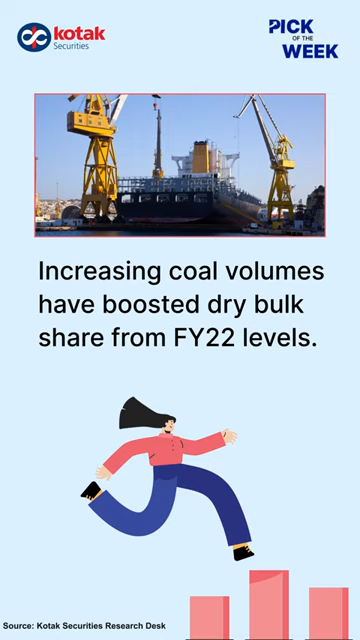 kotak
Securities
PICK
OF THE
WEEK
Increasing coal volumes
have boosted dry bulk
share from FY22 levels.
Source: Kotak Securities Research Desk